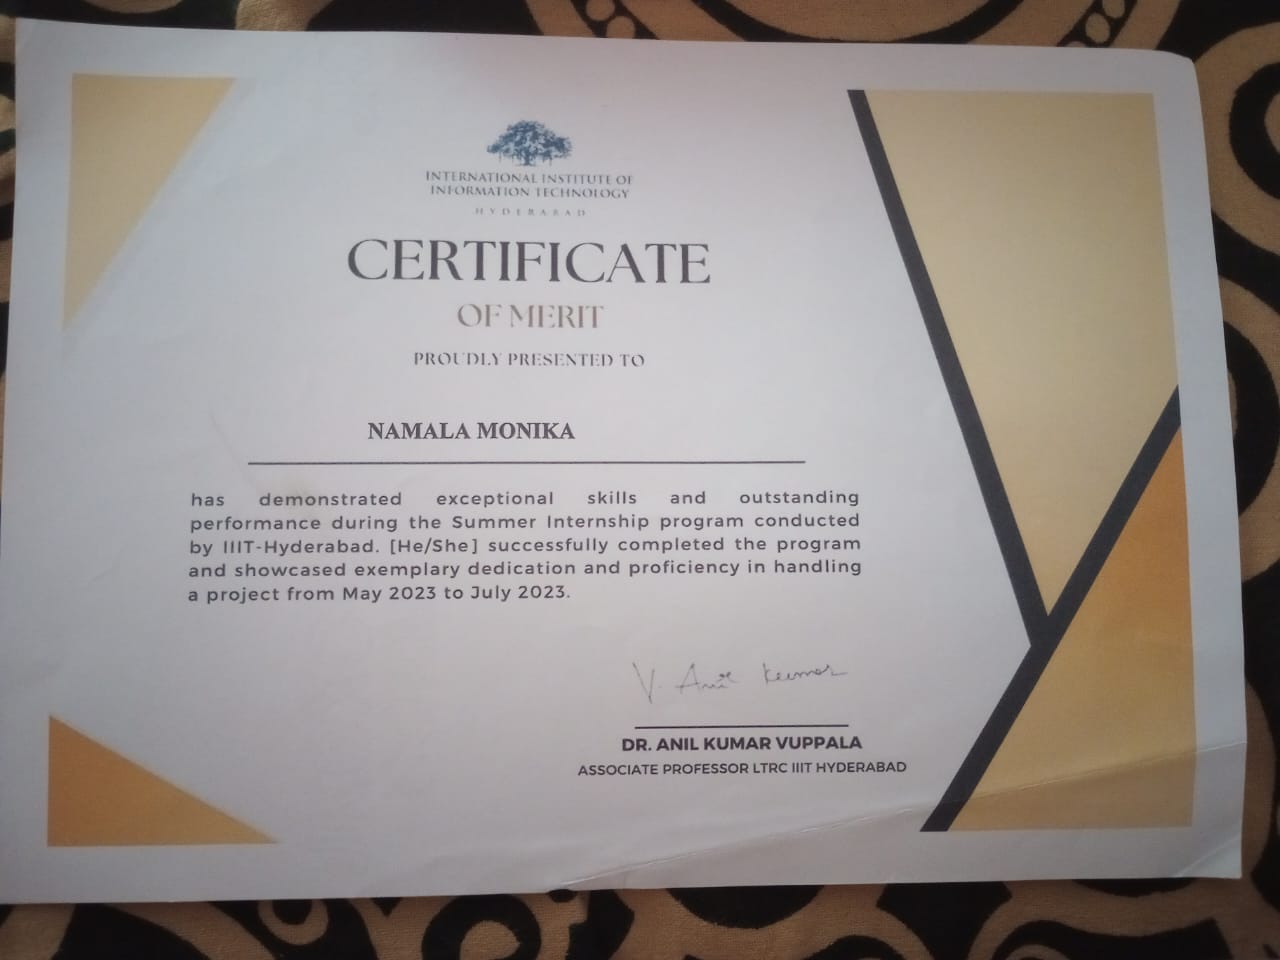 INTERNATIONAL INSTITUTE OF
INFORMATION TECHNOLOGY
HYDERABAD
CERTIFICATE
OF MERIT
PROUDLY PRESENTED TO
NAMALA MONIKA
has demonstrated exceptional skills and outstanding
performance during the Summer Internship program conducted
by IIIT-Hyderabad. [He/She] successfully completed the program
and showcased exemplary dedication and proficiency in handling
a project from May 2023 to July 2023.
V. Anil Kumar
DR. ANIL KUMAR VUPPALA
ASSOCIATE PROFESSOR LTRC IIIT HYDERABAD